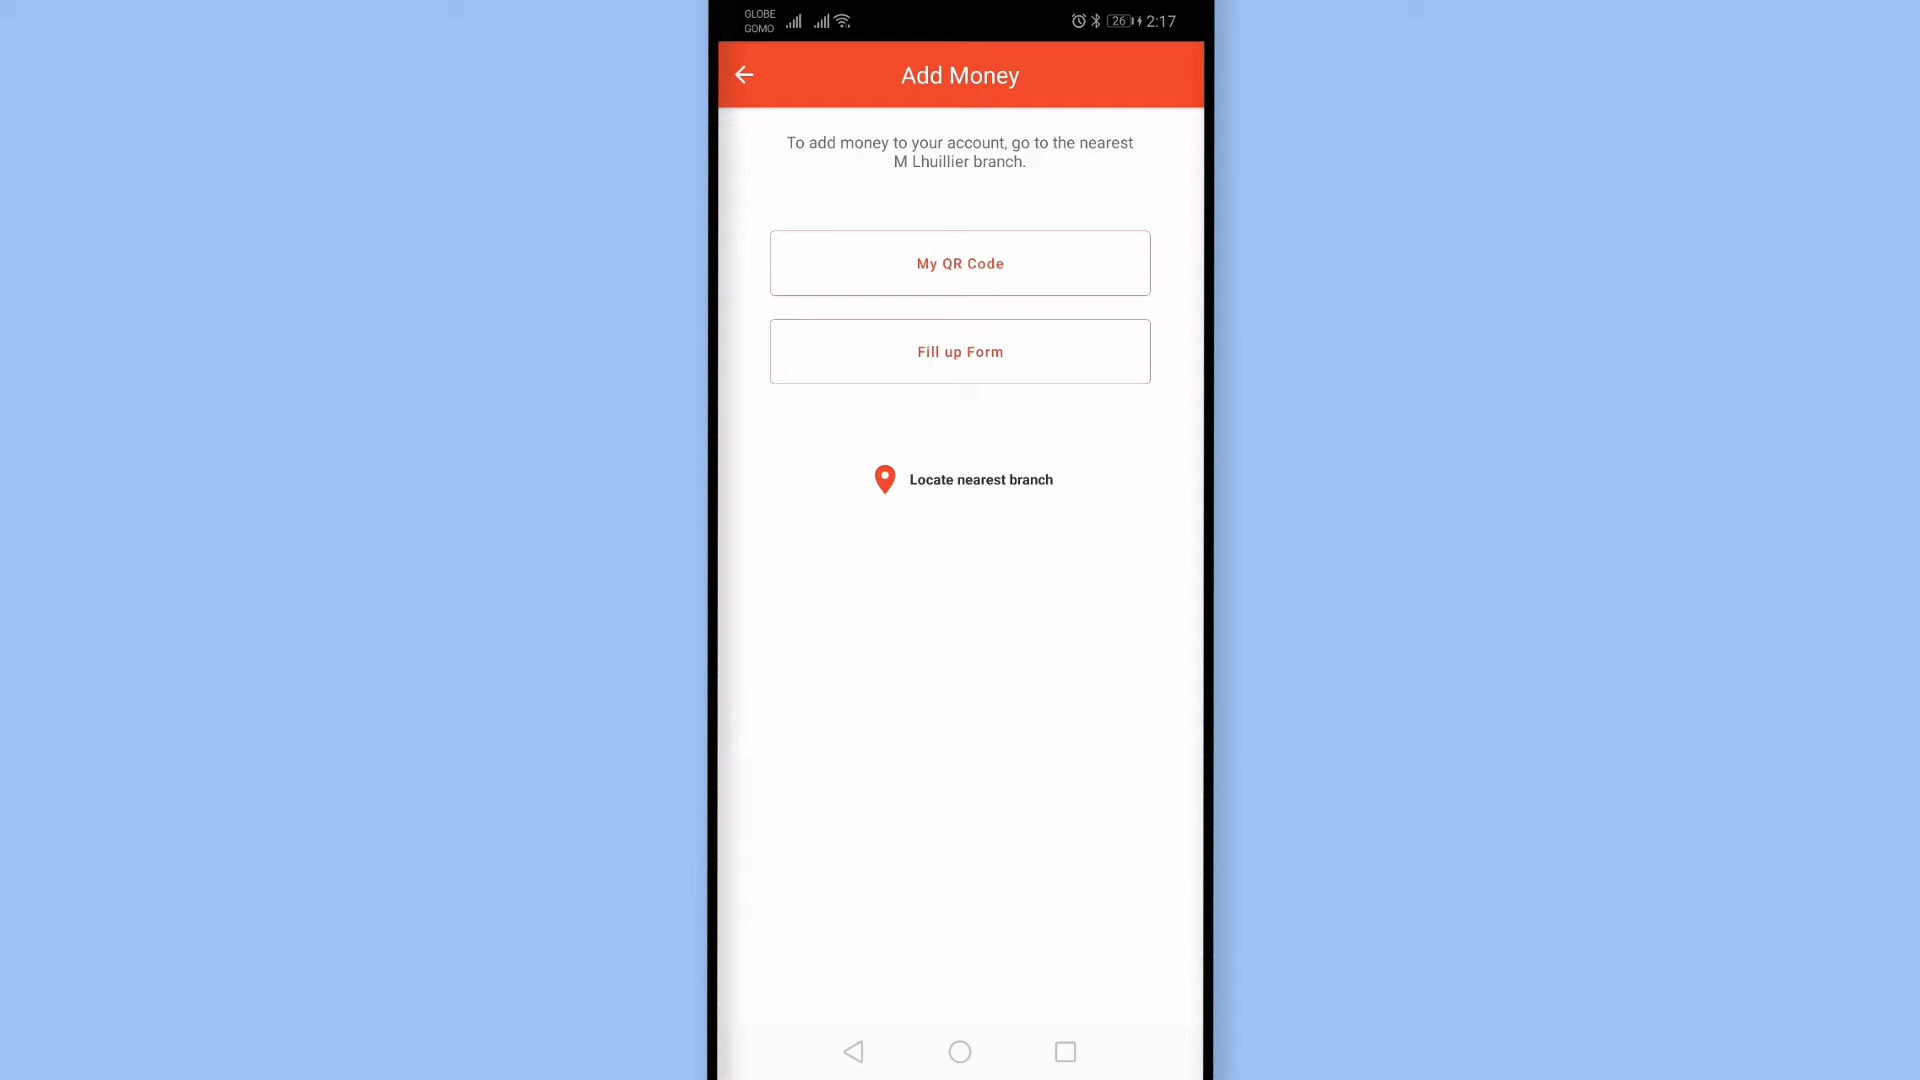 GLOBE
GOMO
26
2:17
Add Money
To add money to your account, go to the nearest
M Lhuillier branch.
My QR Code
Fill up Form
Locate nearest branch